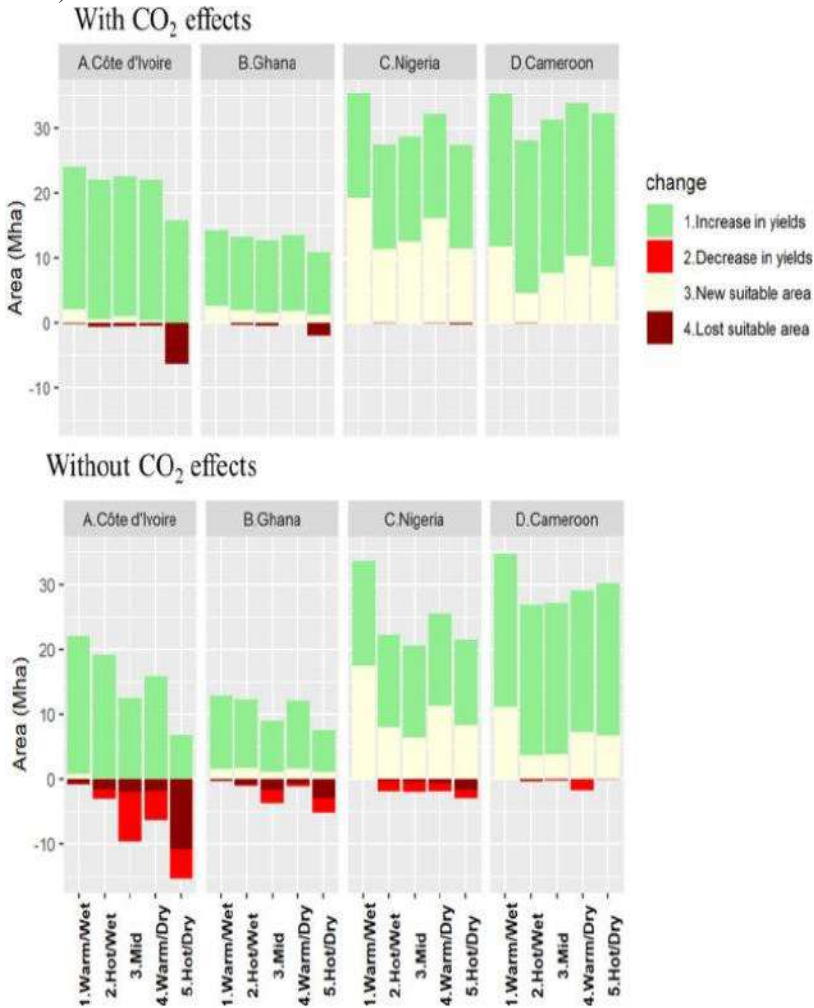 With CO₂ effects
A.Côte d'Ivoire B.Ghana C.Nigeria D.Cameroon
30
20
10
0
-10
Area (Mha)
change
1.Increase in yields
2.Decrease in yields
3.New suitable area
4.Lost suitable area
Without CO₂ effects
A.Côte d'Ivoire B.Ghana C.Nigeria D.Cameroon
30
20
10
0
-10
Area (Mha)
1.Warm/Wet
2.Hot/Wet
3.Mid
4.Warm/Dry
5.Hot/Dry
1.Warm/Wet
2.Hot/Wet
3.Mid
4.Warm/Dry
5.Hot/Dry
1.Warm/Wet
2.Hot/Wet
3.Mid
4.Warm/Dry
5.Hot/Dry
1.Warm/Wet
2.Hot/Wet
3.Mid
4.Warm/Dry
5.Hot/Dry